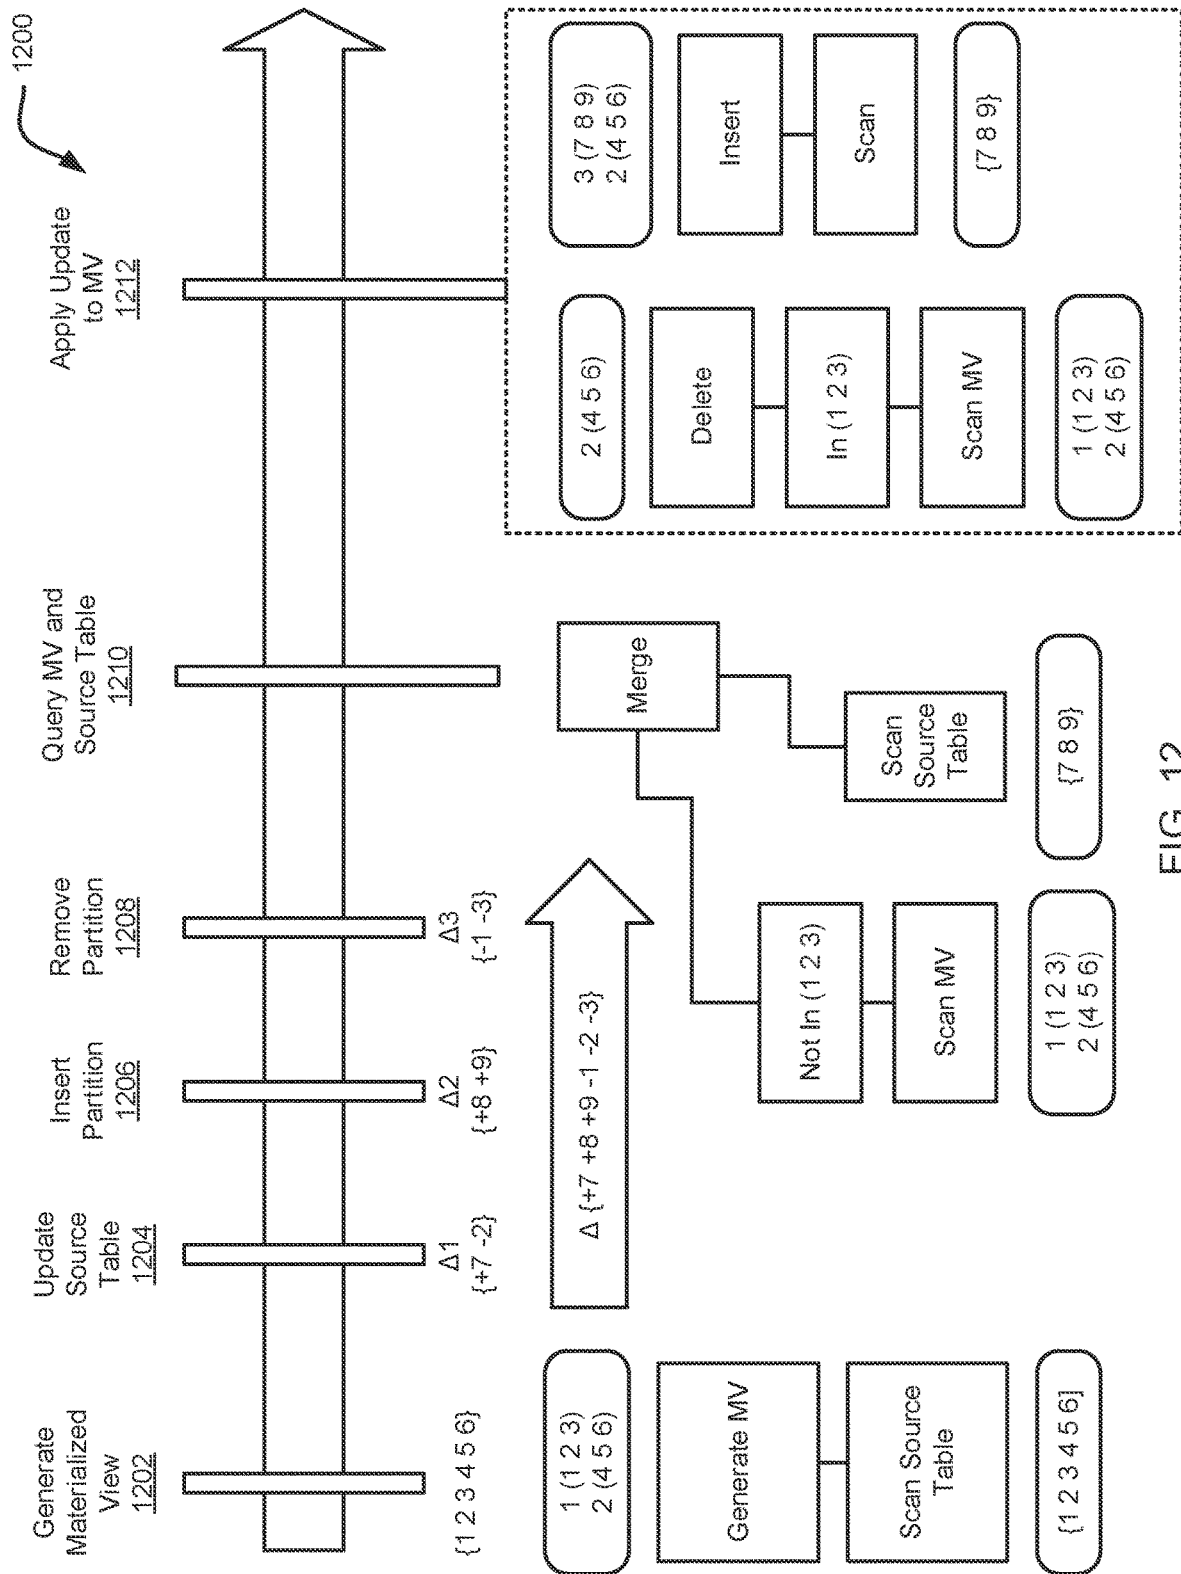 1200
Generate
Materialized
View
1202
Update
Source
Table
1204
Insert
Partition
1206
Remove
Partition
1208
Query MV and
Source Table
1210
Apply Update
to MV
1212
{1 2 3 4 5 6}
Δ1
{+7 -2}
Δ2
{+8 +9}
Δ3
{-1 -3}
1 (1 2 3)
2 (4 5 6)
Generate MV
Scan Source
Table
{1 2 3 4 5 6]
Δ {+7 +8 +9 -1 -2 -3}
Merge
Not In (1 2 3)
Scan MV
1 (1 2 3)
2 (4 5 6)
Scan
Source
Table
{7 8 9}
2 (4 5 6)
Delete
In (1 2 3)
Scan MV
1 (1 2 3)
2 (4 5 6)
3 (7 8 9)
2 (4 5 6)
Insert
Scan
{7 8 9}
FIG. 12